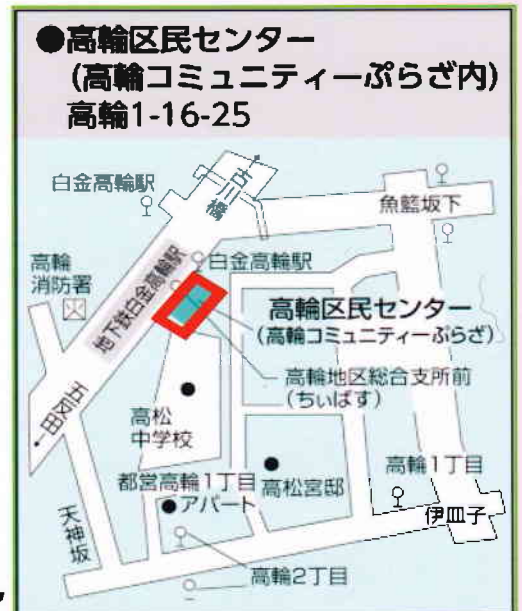 ●高輪区民センター
(高輪コミュニティーぷらざ内)
高輪1-16-25
白金高輪駅
古川橋
魚籃坂下
高輪
消防署
地下鉄白金高輪駅
白金高輪駅
高輪区民センター
(高輪コミュニティーぷらざ)
高輪地区総合支所前
(ちぃばす)
五反田
高松
中学校
都営高輪1丁目
アパート
高松宮邸
高輪1丁目
伊皿子
天神坂
高輪2丁目